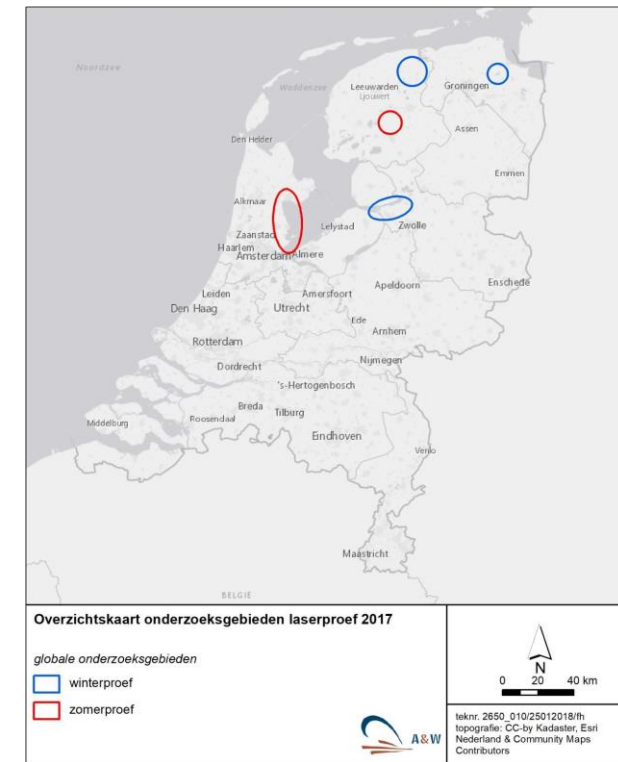 Noordzee
Waddenzee
Leeuwarden
Ljouwert
Groningen
Assen
Den Helder
Emmen
Alkmaar
Lelystad
Zwolle
Zaanstad
Haarlem
Amsterdam
Almere
Enschede
Leiden
Amersfoort
Apeldoorn
Den Haag
Utrecht
Ede
Arnhem
Rotterdam
Nijmegen
Dordrecht
's-Hertogenbosch
Breda
Tilburg
Middelburg
Roosendaal
Eindhoven
Venlo
Maastricht
BELGIË
Overzichtskaart onderzoeksgebieden laserproef 2017
globale onderzoeksgebieden
winterproef
zomerproef
A&W
N
0 20 40 km
teknr. 2650_010/25012018/fh
topografie: CC-by Kadaster, Esri
Nederland & Community Maps
Contributors